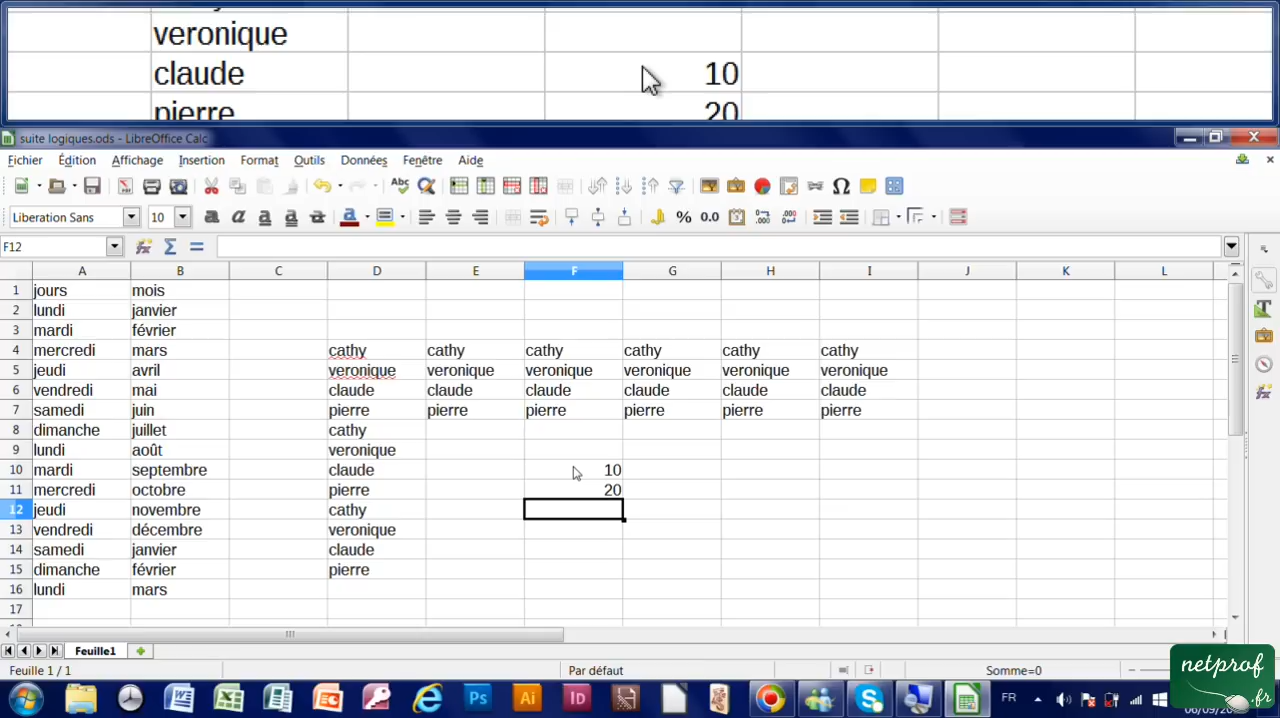 veronique
claude 10
pierre 20
suite logiques.ods - LibreOffice Calc
Fichier Édition Affichage Insertion Format Outils Données Fenêtre Aide
Liberation Sans 10
F12
A B C D E F G H I J K L
1 jours mois
2 lundi janvier
3 mardi février
4 mercredi mars cathy cathy cathy cathy cathy cathy
5 jeudi avril veronique veronique veronique veronique veronique veronique
6 vendredi mai claude claude claude claude claude claude
7 samedi juin pierre pierre pierre pierre pierre pierre
8 dimanche juillet cathy
9 lundi août veronique
10 mardi septembre claude 10
11 mercredi octobre pierre 20
12 jeudi novembre cathy
13 vendredi décembre veronique
14 samedi janvier claude
15 dimanche février pierre
16 lundi mars
17
Feuille1
Feuille 1 / 1 Par défaut Somme=0
netprof
.fr
FR